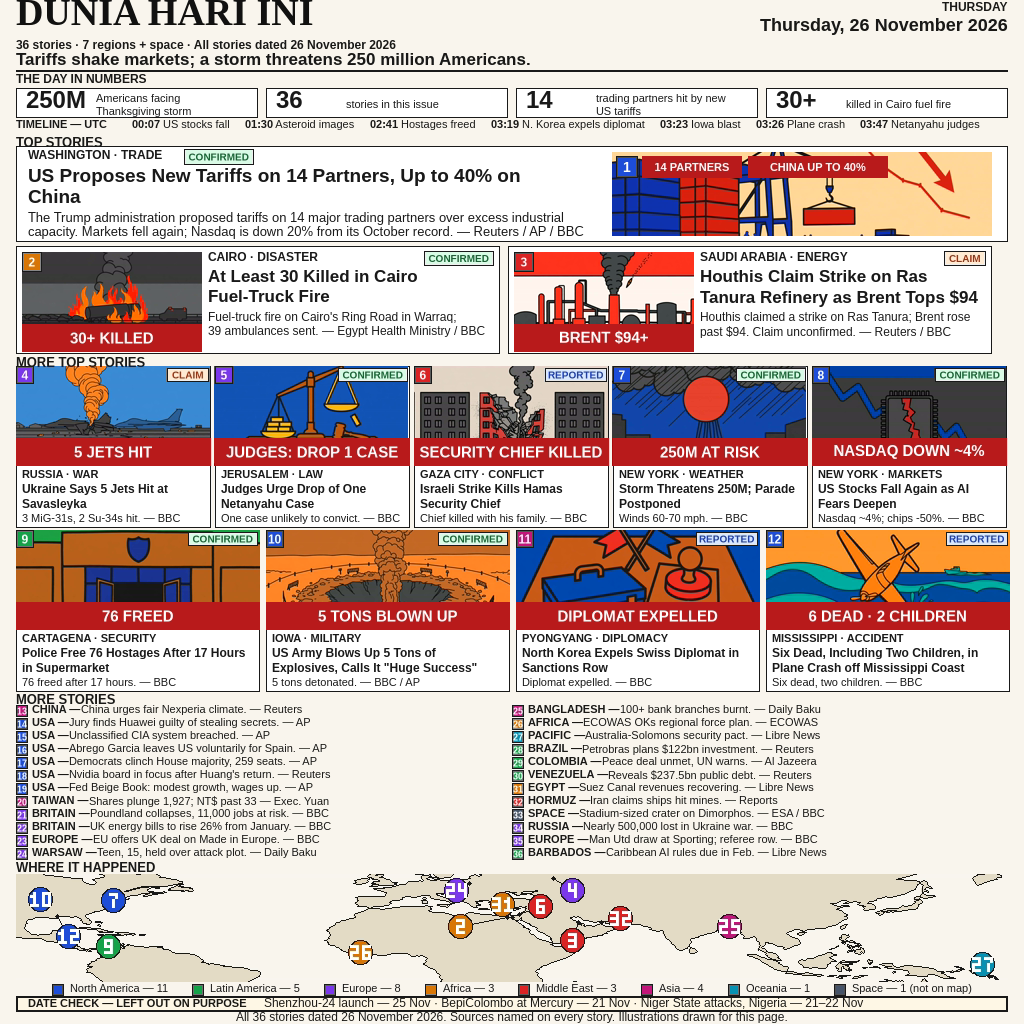 DUNIA HARI INI
THURSDAY
Thursday, 26 November 2026
36 stories · 7 regions + space · All stories dated 26 November 2026
Tariffs shake markets; a storm threatens 250 million Americans.
THE DAY IN NUMBERS
250M Americans facing
Thanksgiving storm
36 stories in this issue
14 trading partners hit by new
US tariffs
30+ killed in Cairo fuel fire
TIMELINE — UTC 00:07 US stocks fall 01:30 Asteroid images 02:41 Hostages freed 03:19 N. Korea expels diplomat 03:23 Iowa blast 03:26 Plane crash 03:47 Netanyahu judges
TOP STORIES
WASHINGTON · TRADE CONFIRMED
US Proposes New Tariffs on 14 Partners, Up to 40% on
China
The Trump administration proposed tariffs on 14 major trading partners over excess industrial
capacity. Markets fell again; Nasdaq is down 20% from its October record. — Reuters / AP / BBC
1 14 PARTNERS CHINA UP TO 40%
2
30+ KILLED
CAIRO · DISASTER CONFIRMED
At Least 30 Killed in Cairo
Fuel-Truck Fire
Fuel-truck fire on Cairo's Ring Road in Warraq;
39 ambulances sent. — Egypt Health Ministry / BBC
3
BRENT $94+
SAUDI ARABIA · ENERGY CLAIM
Houthis Claim Strike on Ras
Tanura Refinery as Brent Tops $94
Houthis claimed a strike on Ras Tanura; Brent rose
past $94. Claim unconfirmed. — Reuters / BBC
MORE TOP STORIES
4 CLAIM
5 JETS HIT
RUSSIA · WAR
Ukraine Says 5 Jets Hit at
Savasleyka
3 MiG-31s, 2 Su-34s hit. — BBC
5 CONFIRMED
JUDGES: DROP 1 CASE
JERUSALEM · LAW
Judges Urge Drop of One
Netanyahu Case
One case unlikely to convict. — BBC
6 REPORTED
SECURITY CHIEF KILLED
GAZA CITY · CONFLICT
Israeli Strike Kills Hamas
Security Chief
Chief killed with his family. — BBC
7 CONFIRMED
250M AT RISK
NEW YORK · WEATHER
Storm Threatens 250M; Parade
Postponed
Winds 60-70 mph. — BBC
8 CONFIRMED
NASDAQ DOWN ~4%
NEW YORK · MARKETS
US Stocks Fall Again as AI
Fears Deepen
Nasdaq ~4%; chips -50%. — BBC
9 CONFIRMED
76 FREED
CARTAGENA · SECURITY
Police Free 76 Hostages After 17 Hours
in Supermarket
76 freed after 17 hours. — BBC
10 CONFIRMED
5 TONS BLOWN UP
IOWA · MILITARY
US Army Blows Up 5 Tons of
Explosives, Calls It "Huge Success"
5 tons detonated. — BBC / AP
11 REPORTED
DIPLOMAT EXPELLED
PYONGYANG · DIPLOMACY
North Korea Expels Swiss Diplomat in
Sanctions Row
Diplomat expelled. — BBC
12 REPORTED
6 DEAD · 2 CHILDREN
MISSISSIPPI · ACCIDENT
Six Dead, Including Two Children, in
Plane Crash off Mississippi Coast
Six dead, two children. — BBC
MORE STORIES
13 CHINA —China urges fair Nexperia climate. — Reuters
14 USA —Jury finds Huawei guilty of stealing secrets. — AP
15 USA —Unclassified CIA system breached. — AP
16 USA —Abrego Garcia leaves US voluntarily for Spain. — AP
17 USA —Democrats clinch House majority, 259 seats. — AP
18 USA —Nvidia board in focus after Huang's return. — Reuters
19 USA —Fed Beige Book: modest growth, wages up. — AP
20 TAIWAN —Shares plunge 1,927; NT$ past 33 — Exec. Yuan
21 BRITAIN —Poundland collapses, 11,000 jobs at risk. — BBC
22 BRITAIN —UK energy bills to rise 26% from January. — BBC
23 EUROPE —EU offers UK deal on Made in Europe. — BBC
24 WARSAW —Teen, 15, held over attack plot. — Daily Baku
25 BANGLADESH —100+ bank branches burnt. — Daily Baku
26 AFRICA —ECOWAS OKs regional force plan. — ECOWAS
27 PACIFIC —Australia-Solomons security pact. — Libre News
28 BRAZIL —Petrobras plans $122bn investment. — Reuters
29 COLOMBIA —Peace deal unmet, UN warns. — Al Jazeera
30 VENEZUELA —Reveals $237.5bn public debt. — Reuters
31 EGYPT —Suez Canal revenues recovering. — Libre News
32 HORMUZ —Iran claims ships hit mines. — Reports
33 SPACE —Stadium-sized crater on Dimorphos. — ESA / BBC
34 RUSSIA —Nearly 500,000 lost in Ukraine war. — BBC
35 EUROPE —Man Utd draw at Sporting; referee row. — BBC
36 BARBADOS —Caribbean AI rules due in Feb. — Libre News
WHERE IT HAPPENED
10 7 24 31 6 4 12 9 26 2 3 32 25 27
North America — 11 Latin America — 5 Europe — 8 Africa — 3 Middle East — 3 Asia — 4 Oceania — 1 Space — 1 (not on map)
DATE CHECK — LEFT OUT ON PURPOSE Shenzhou-24 launch — 25 Nov · BepiColombo at Mercury — 21 Nov · Niger State attacks, Nigeria — 21–22 Nov
All 36 stories dated 26 November 2026. Sources named on every story. Illustrations drawn for this page.